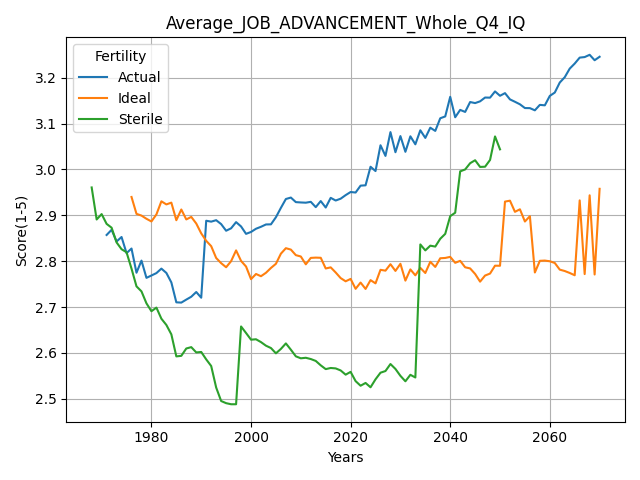 Average_JOB_ADVANCEMENT_Whole_Q4_IQ
Fertility
Actual
Ideal
Sterile
Score(1-5)
3.2
3.1
3.0
2.9
2.8
2.7
2.6
2.5
1980 2000 2020 2040 2060
Years